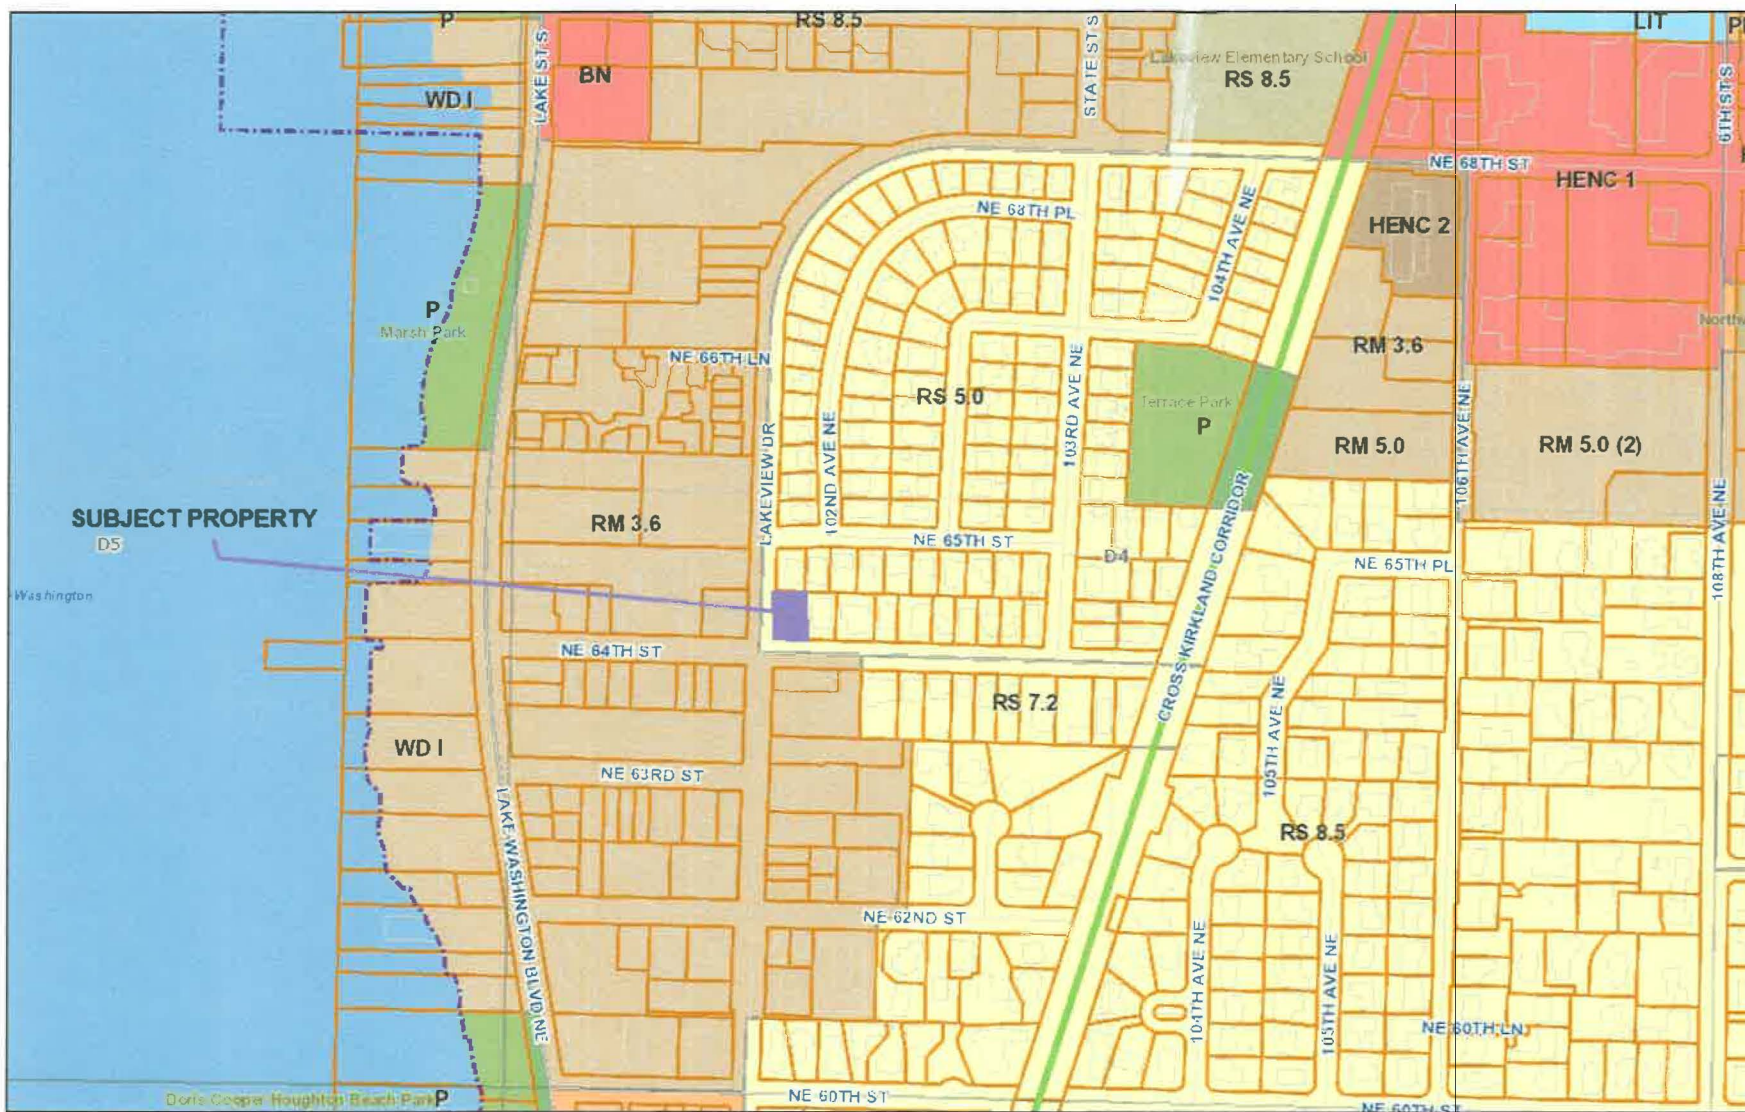 P
RS 8.5
LIT
LAKE ST S
BN
STATE ST S
Lakeview Elementary School
RS 8.5
6TH ST S
WD I
NE 68TH ST
HENC 1
NE 68TH PL
HENC 2
104TH AVE NE
P
Marsh Park
NE 66TH LN
RM 3.6
RS 5.0
103RD AVE NE
Terrace Park
P
LAKEVIEW DR
102ND AVE NE
RM 5.0
106TH AVE NE
RM 5.0 (2)
SUBJECT PROPERTY
D5
RM 3.6
NE 65TH ST
D4
CROSS KIRKLAND CORRIDOR
NE 65TH PL
108TH AVE NE
Washington
NE 64TH ST
RS 7.2
WD I
NE 63RD ST
105TH AVE NE
LAKE WASHINGTON BLVD NE
RS 8.5
NE 62ND ST
104TH AVE NE
105TH AVE NE
NE 60TH LN
Doris Cooper Houghton Beach Park
P
NE 60TH ST
NE 60TH ST